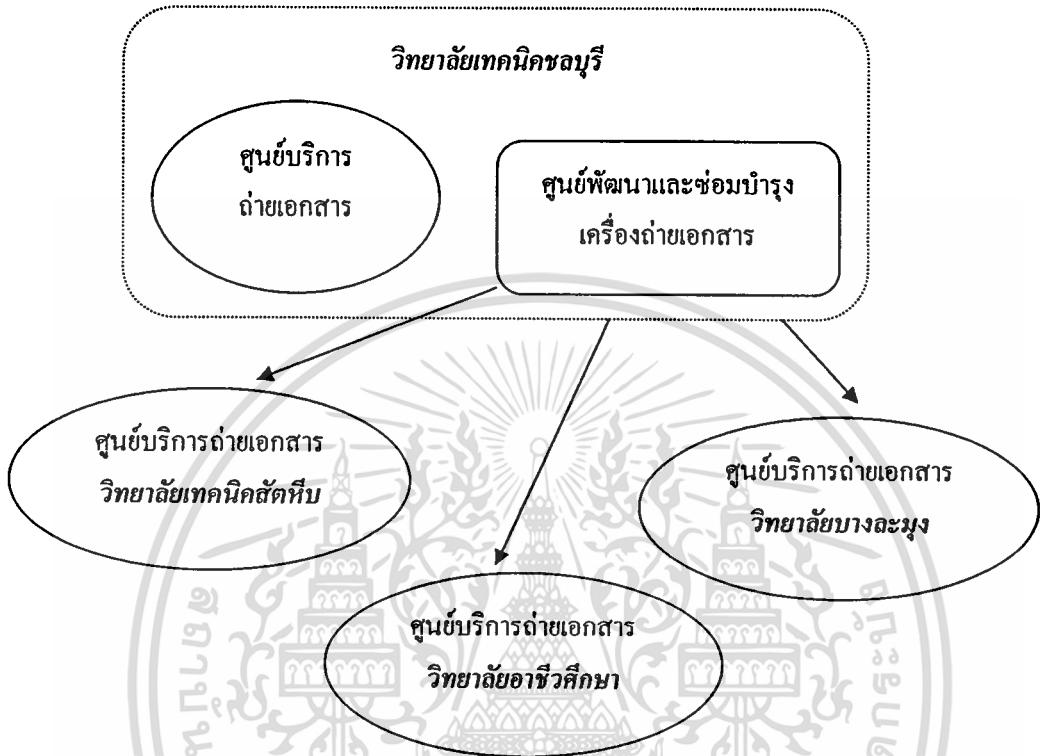 วิทยาลัยเทคนิคชลบุรี
ศูนย์บริการ
ถ่ายเอกสาร
ศูนย์พัฒนาและซ่อมบำรุง
เครื่องถ่ายเอกสาร
ศูนย์บริการถ่ายเอกสาร
วิทยาลัยเทคนิคสัตหีบ
ศูนย์บริการถ่ายเอกสาร
วิทยาลัยบางละมุง
ศูนย์บริการถ่ายเอกสาร
วิทยาลัยอาชีวศึกษา